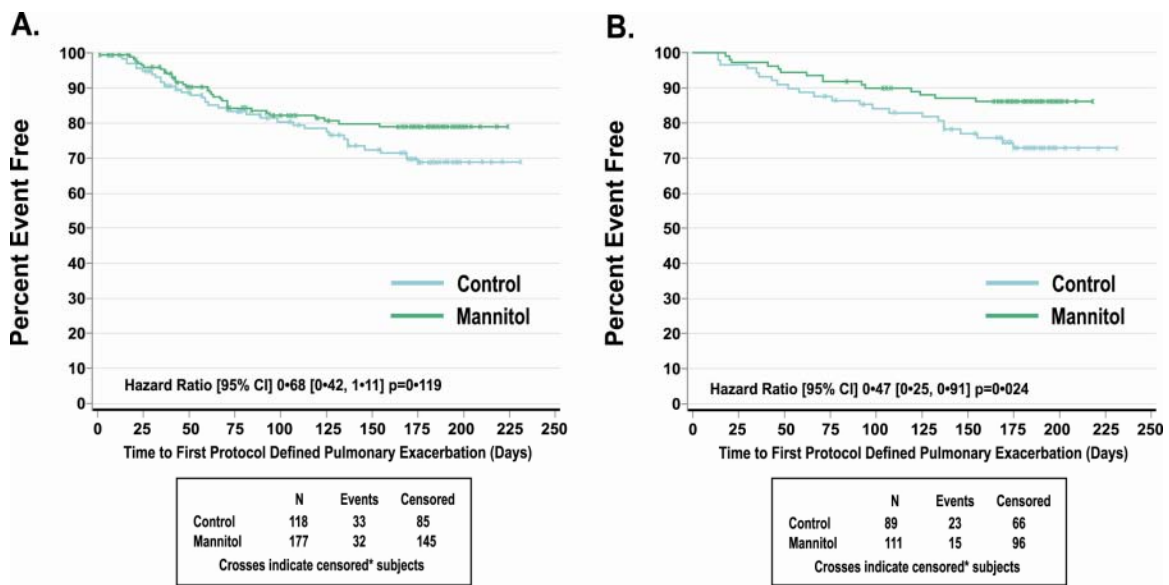 A.
100
90
80
70
60
50
40
30
20
10
0
Percent Event Free
Control
Mannitol
Hazard Ratio [95% CI] 0•68 [0•42, 1•11] p=0•119
0 25 50 75 100 125 150 175 200 225 250
Time to First Protocol Defined Pulmonary Exacerbation (Days)
N Events Censored
Control 118 33 85
Mannitol 177 32 145
Crosses indicate censored* subjects
B.
100
90
80
70
60
50
40
30
20
10
0
Percent Event Free
Control
Mannitol
Hazard Ratio [95% CI] 0•47 [0•25, 0•91] p=0•024
0 25 50 75 100 125 150 175 200 225 250
Time to First Protocol Defined Pulmonary Exacerbation (Days)
N Events Censored
Control 89 23 66
Mannitol 111 15 96
Crosses indicate censored* subjects